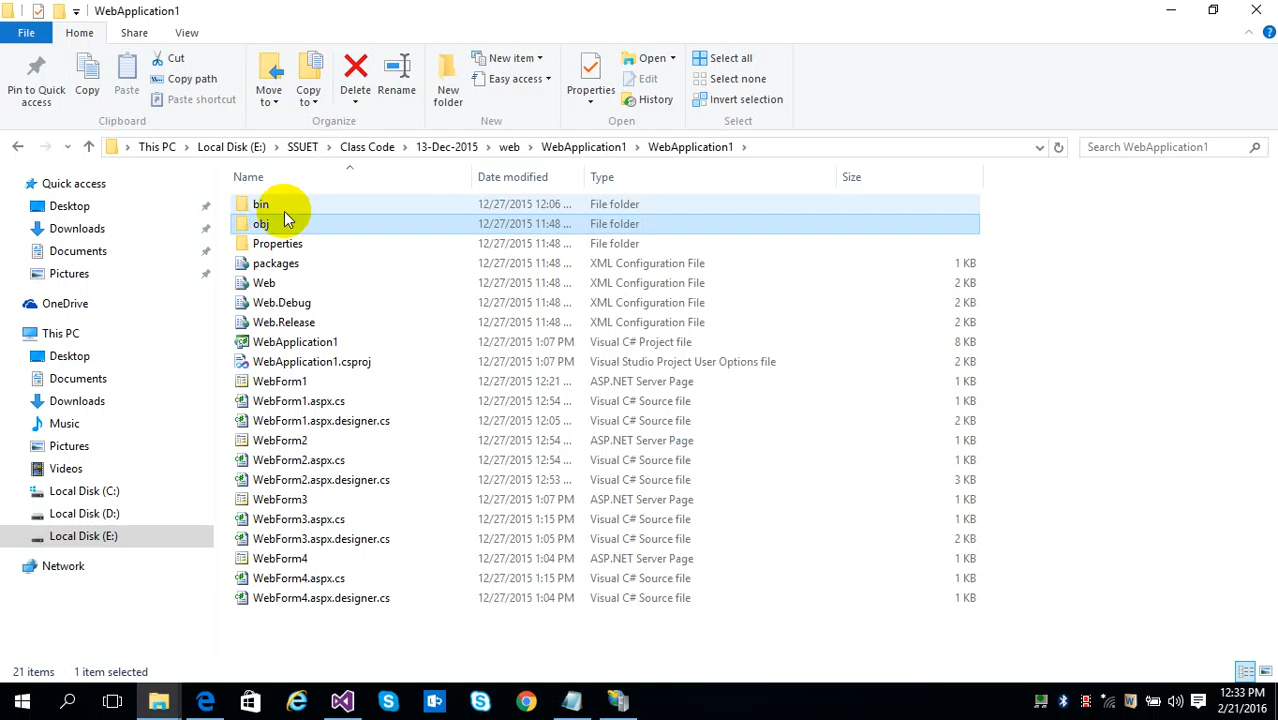 WebApplication1
File Home Share View
Pin to Quick access
Copy
Paste
Cut
Copy path
Paste shortcut
Clipboard
Move to
Copy to
Delete
Rename
Organize
New folder
New item
Easy access
New
Properties
Open
Edit
History
Open
Select all
Select none
Invert selection
Select
This PC Local Disk (E:) SSUET Class Code 13-Dec-2015 web WebApplication1 WebApplication1
Search WebApplication1
Quick access
Desktop
Downloads
Documents
Pictures
OneDrive
This PC
Desktop
Documents
Downloads
Music
Pictures
Videos
Local Disk (C:)
Local Disk (D:)
Local Disk (E:)
Network
Name Date modified Type Size
bin 12/27/2015 12:06 ... File folder
obj 12/27/2015 11:48 ... File folder
Properties 12/27/2015 11:48 ... File folder
packages 12/27/2015 11:48 ... XML Configuration File 1 KB
Web 12/27/2015 11:48 ... XML Configuration File 2 KB
Web.Debug 12/27/2015 11:48 ... XML Configuration File 2 KB
Web.Release 12/27/2015 11:48 ... XML Configuration File 2 KB
WebApplication1 12/27/2015 1:07 PM Visual C# Project file 8 KB
WebApplication1.csproj 12/27/2015 1:07 PM Visual Studio Project User Options file 2 KB
WebForm1 12/27/2015 12:21 ... ASP.NET Server Page 1 KB
WebForm1.aspx.cs 12/27/2015 12:54 ... Visual C# Source file 1 KB
WebForm1.aspx.designer.cs 12/27/2015 12:05 ... Visual C# Source file 2 KB
WebForm2 12/27/2015 12:54 ... ASP.NET Server Page 1 KB
WebForm2.aspx.cs 12/27/2015 12:54 ... Visual C# Source file 1 KB
WebForm2.aspx.designer.cs 12/27/2015 12:53 ... Visual C# Source file 3 KB
WebForm3 12/27/2015 1:07 PM ASP.NET Server Page 1 KB
WebForm3.aspx.cs 12/27/2015 1:15 PM Visual C# Source file 1 KB
WebForm3.aspx.designer.cs 12/27/2015 1:05 PM Visual C# Source file 2 KB
WebForm4 12/27/2015 1:04 PM ASP.NET Server Page 1 KB
WebForm4.aspx.cs 12/27/2015 1:15 PM Visual C# Source file 1 KB
WebForm4.aspx.designer.cs 12/27/2015 1:04 PM Visual C# Source file 1 KB
21 items 1 item selected
12:33 PM
2/21/2016